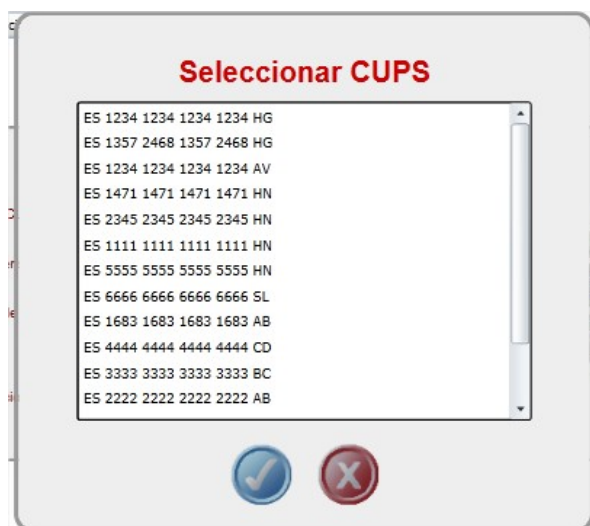 Seleccionar CUPS
ES 1234 1234 1234 1234 HG
ES 1357 2468 1357 2468 HG
ES 1234 1234 1234 1234 AV
ES 1471 1471 1471 1471 HN
ES 2345 2345 2345 2345 HN
ES 1111 1111 1111 1111 HN
ES 5555 5555 5555 5555 HN
ES 6666 6666 6666 6666 SL
ES 1683 1683 1683 1683 AB
ES 4444 4444 4444 4444 CD
ES 3333 3333 3333 3333 BC
ES 2222 2222 2222 2222 AB